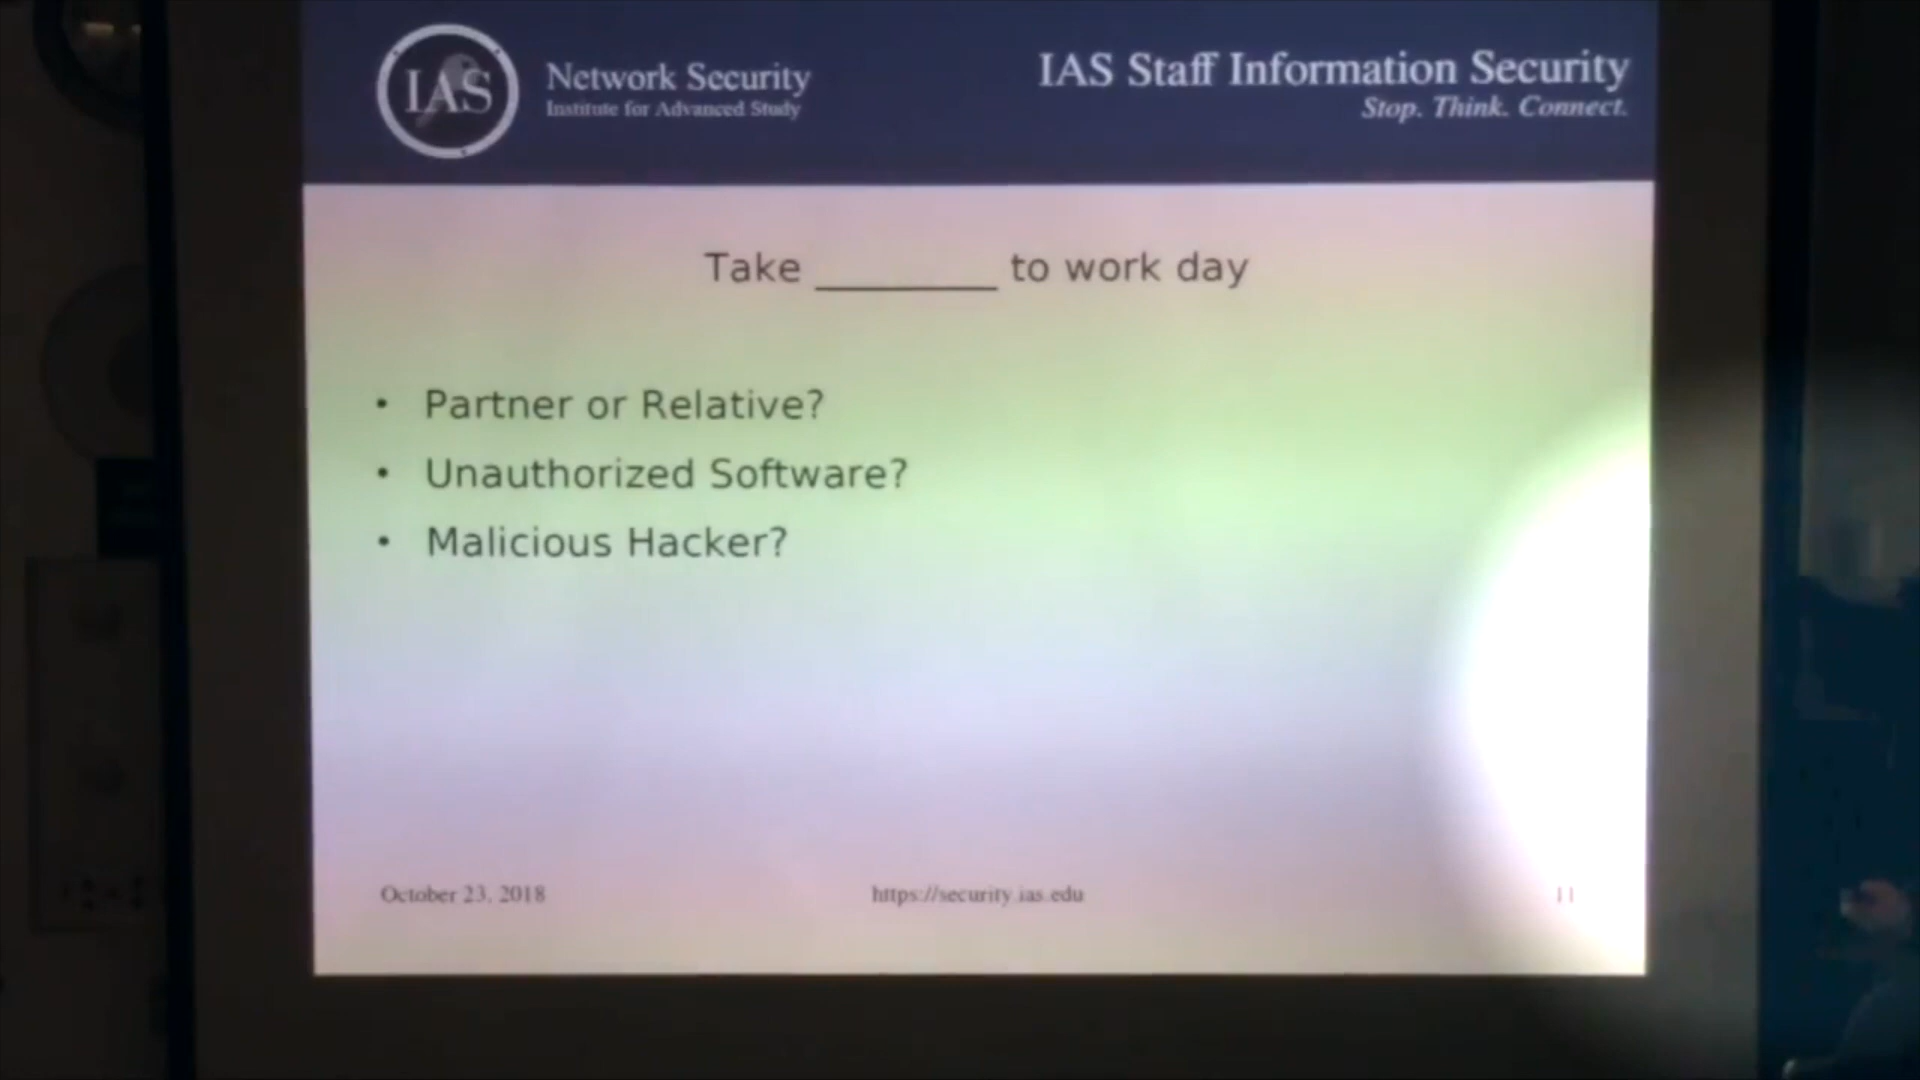 IAS
Network Security
Institute for Advanced Study
IAS Staff Information Security
Stop. Think. Connect.
Take ________ to work day
• Partner or Relative?
• Unauthorized Software?
• Malicious Hacker?
October 23, 2018
https://security.ias.edu
11